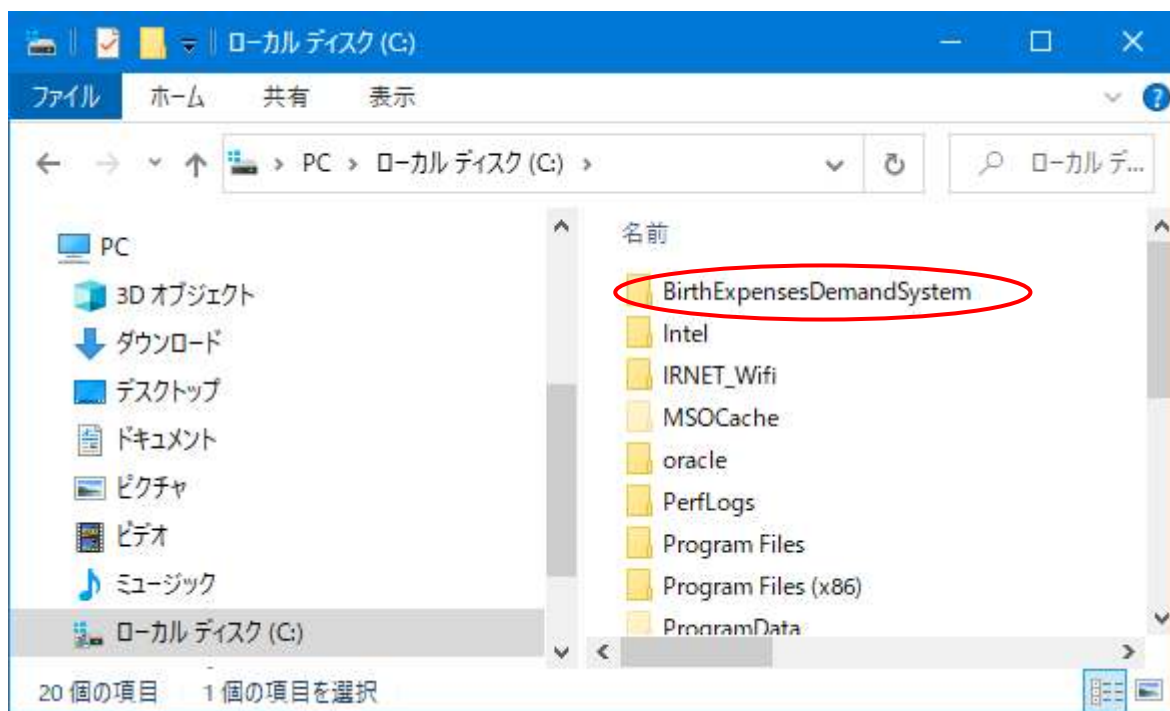 ローカル ディスク (C:)
ファイル ホーム 共有 表示
PC › ローカル ディスク (C:) › ローカル デ...
PC
3D オブジェクト
ダウンロード
デスクトップ
ドキュメント
ピクチャ
ビデオ
ミュージック
ローカル ディスク (C:)
名前
BirthExpensesDemandSystem
Intel
IRNET_Wifi
MSOCache
oracle
PerfLogs
Program Files
Program Files (x86)
ProgramData
20 個の項目 1 個の項目を選択